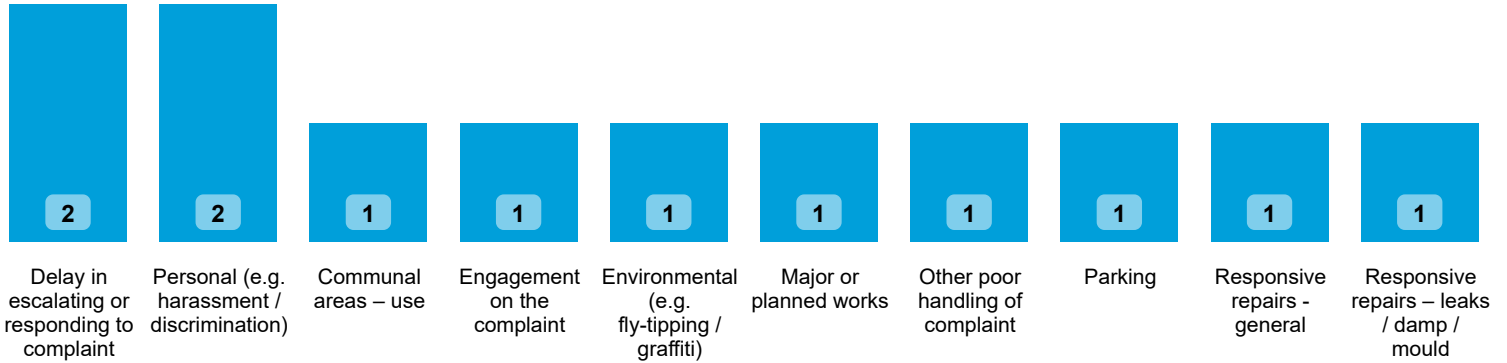 2
2
1
1
1
1
1
1
1
1
Delay in
escalating or
responding to
complaint
Personal (e.g.
harassment /
discrimination)
Communal
areas – use
Engagement
on the
complaint
Environmental
(e.g.
fly-tipping /
graffiti)
Major or
planned works
Other poor
handling of
complaint
Parking
Responsive
repairs -
general
Responsive
repairs – leaks
/ damp /
mould